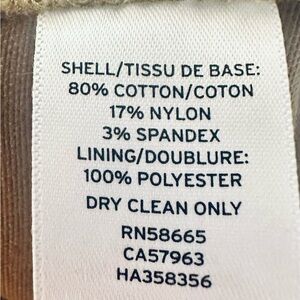 SHELL/TISSU DE BASE:
80% COTTON/COTON
17% NYLON
3% SPANDEX
LINING/DOUBLURE:
100% POLYESTER
DRY CLEAN ONLY
RN58665
CA57963
HA358356